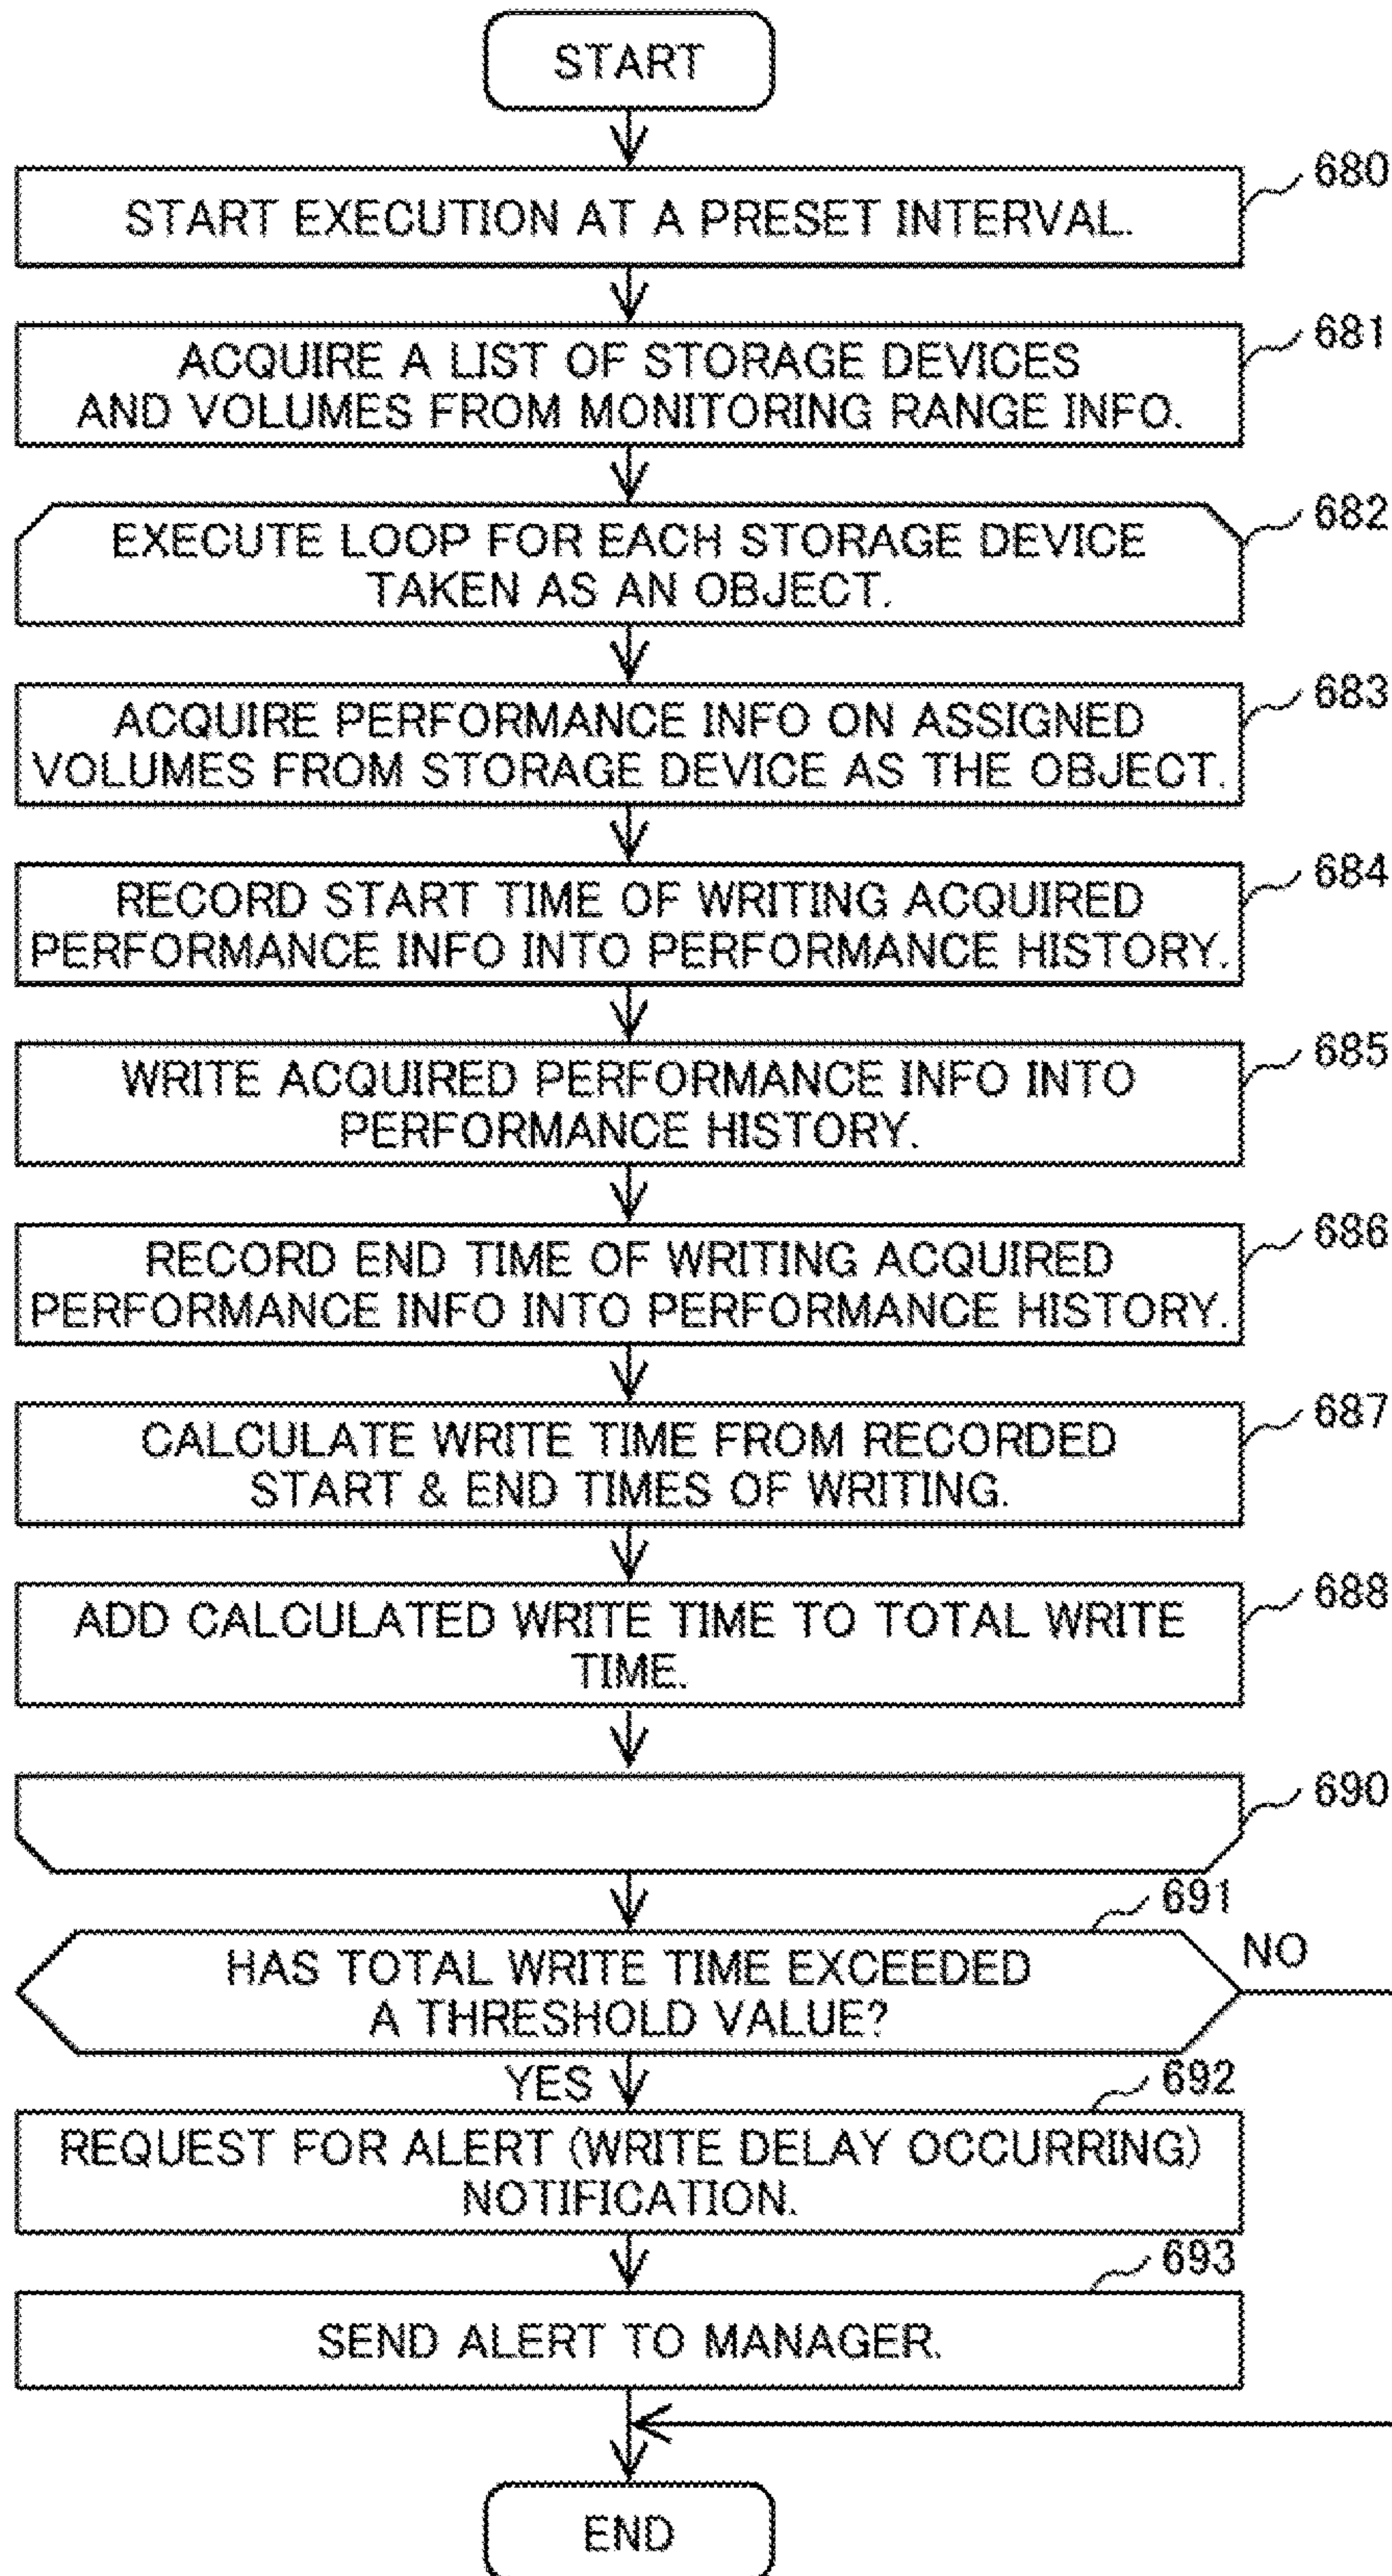 START
680
START EXECUTION AT A PRESET INTERVAL.
681
ACQUIRE A LIST OF STORAGE DEVICES
AND VOLUMES FROM MONITORING RANGE INFO.
682
EXECUTE LOOP FOR EACH STORAGE DEVICE
TAKEN AS AN OBJECT.
683
ACQUIRE PERFORMANCE INFO ON ASSIGNED
VOLUMES FROM STORAGE DEVICE AS THE OBJECT.
684
RECORD START TIME OF WRITING ACQUIRED
PERFORMANCE INFO INTO PERFORMANCE HISTORY.
685
WRITE ACQUIRED PERFORMANCE INFO INTO
PERFORMANCE HISTORY.
686
RECORD END TIME OF WRITING ACQUIRED
PERFORMANCE INFO INTO PERFORMANCE HISTORY.
687
CALCULATE WRITE TIME FROM RECORDED
START & END TIMES OF WRITING.
688
ADD CALCULATED WRITE TIME TO TOTAL WRITE
TIME.
690
691
HAS TOTAL WRITE TIME EXCEEDED
A THRESHOLD VALUE?
NO
YES
692
REQUEST FOR ALERT (WRITE DELAY OCCURRING)
NOTIFICATION.
693
SEND ALERT TO MANAGER.
END